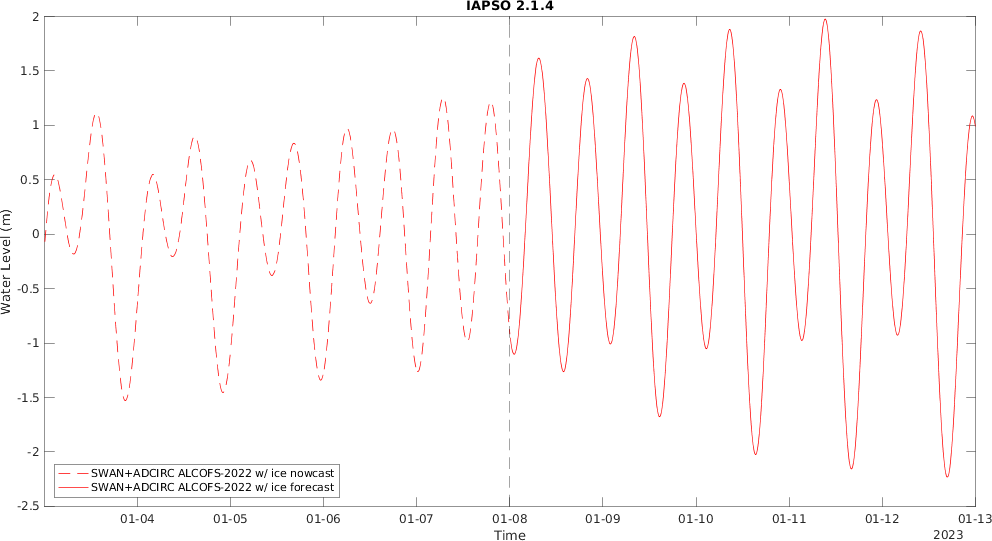 IAPSO 2.1.4
2
1.5
1
0.5
0
-0.5
-1
-1.5
-2
-2.5
Water Level (m)
SWAN+ADCIRC ALCOFS-2022 w/ ice nowcast
SWAN+ADCIRC ALCOFS-2022 w/ ice forecast
01-04 01-05 01-06 01-07 01-08 01-09 01-10 01-11 01-12 01-13
Time
2023